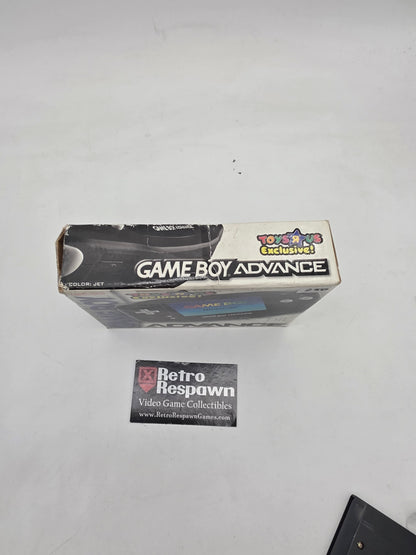 GAME BOY ADVANCE
TOYS R US
Exclusive!
GAME BOY ADVANCE
COLOR: JET
Exclusive!
GAME BOY
ADVANCE
Retro
Respawn
Video Game Collectibles
www.RetroRespawnGames.com